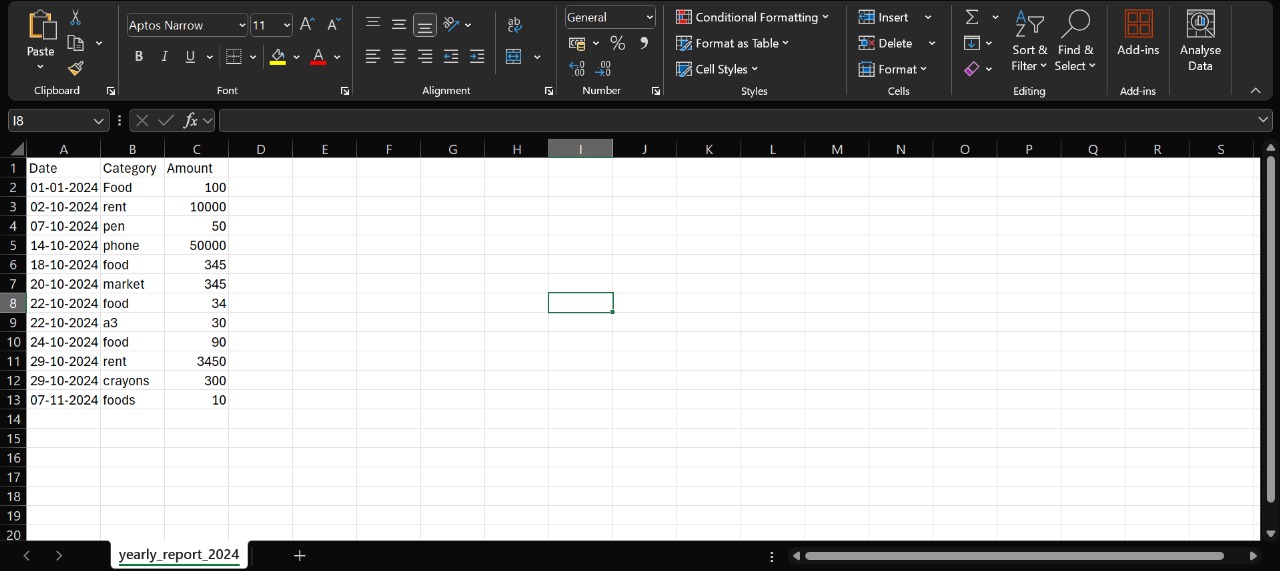 General
Conditional Formatting
Insert
Aptos Narrow 11
Paste
Format as Table
Delete
Sort & Filter
Find & Select
Add-ins
Analyse Data
B I U
Cell Styles
Format
Clipboard Font Alignment Number Styles Cells Editing Add-ins
I8 fx
A B C D E F G H I J K L M N O P Q R S
1 Date Category Amount
2 01-01-2024 Food 100
3 02-10-2024 rent 10000
4 07-10-2024 pen 50
5 14-10-2024 phone 50000
6 18-10-2024 food 345
7 20-10-2024 market 345
8 22-10-2024 food 34
9 22-10-2024 a3 30
10 24-10-2024 food 90
11 29-10-2024 rent 3450
12 29-10-2024 crayons 300
13 07-11-2024 foods 10
14
15
16
17
18
19
20
yearly_report_2024